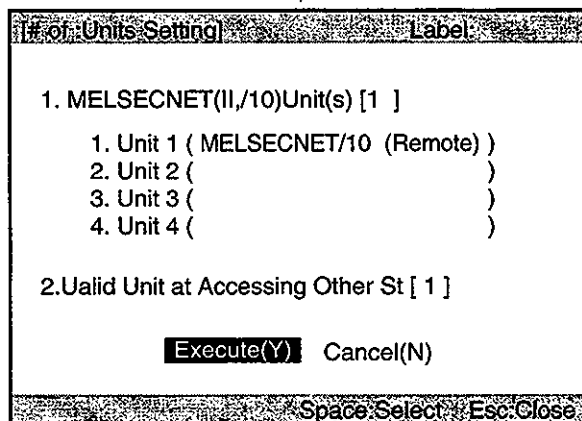 [# of Units Setting] Label:
1. MELSECNET(II,/10)Unit(s) [1 ]
1. Unit 1 ( MELSECNET/10 (Remote) )
2. Unit 2 ( )
3. Unit 3 ( )
4. Unit 4 ( )
2.Ualid Unit at Accessing Other St [ 1 ]
Execute(Y) Cancel(N)
Space:Select Esc:Close